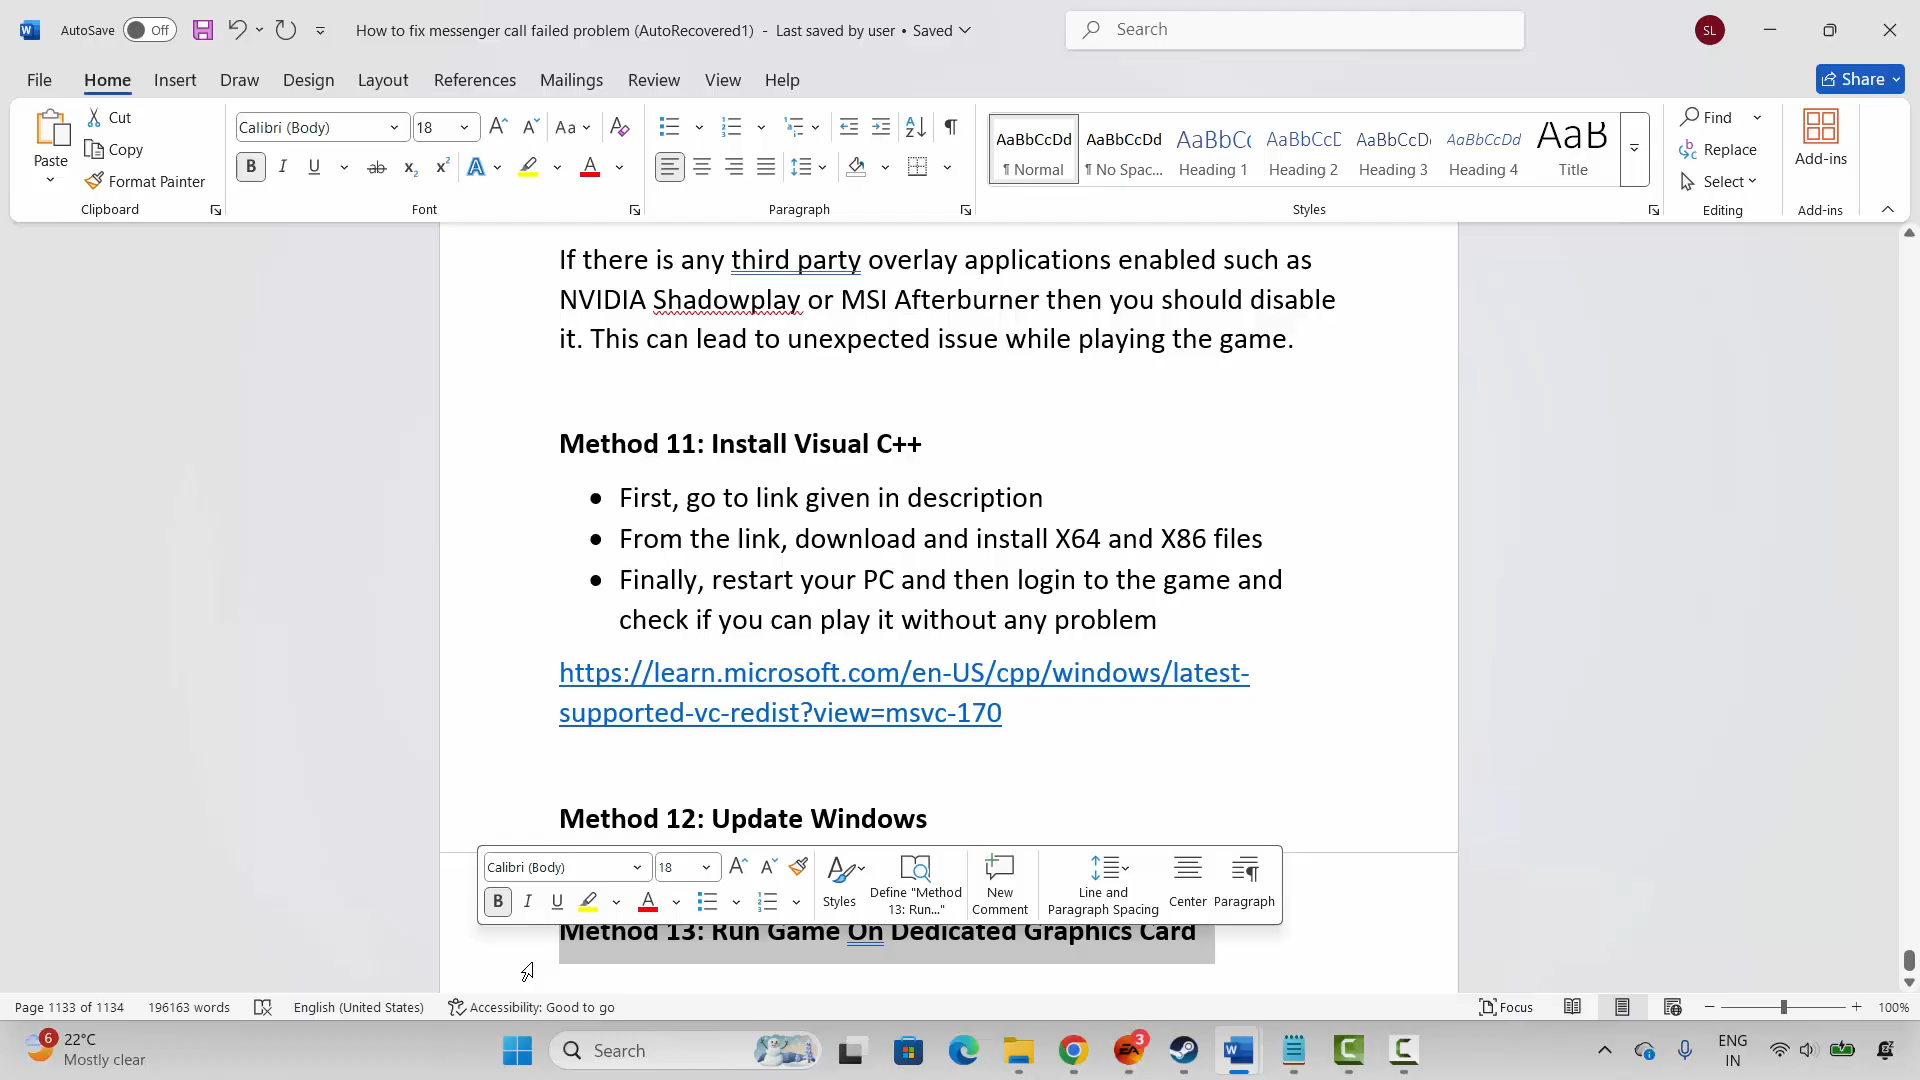 AutoSave Off How to fix messenger call failed problem (AutoRecovered1) - Last saved by user • Saved Search SL
File Home Insert Draw Design Layout References Mailings Review View Help Share
Paste Cut Copy Format Painter Clipboard
Calibri (Body) 18 Aa B I U ab x₂ x² A A Font
Paragraph
AaBbCcDd AaBbCcDd AaBbCc AaBbCcD AaBbCcDd AaBbCcDd AaB
¶ Normal ¶ No Spac... Heading 1 Heading 2 Heading 3 Heading 4 Title
Styles
Find Replace Select Editing
Add-ins
Add-ins
If there is any third party overlay applications enabled such as
NVIDIA Shadowplay or MSI Afterburner then you should disable
it. This can lead to unexpected issue while playing the game.
Method 11: Install Visual C++
• First, go to link given in description
• From the link, download and install X64 and X86 files
• Finally, restart your PC and then login to the game and
check if you can play it without any problem
https://learn.microsoft.com/en-US/cpp/windows/latest-
supported-vc-redist?view=msvc-170
Method 12: Update Windows
Calibri (Body) 18
B I U A Styles Define "Method
13: Run..." New
Comment Line and
Paragraph Spacing Center Paragraph
Method 13: Run Game On Dedicated Graphics Card
Page 1133 of 1134 196163 words English (United States) Accessibility: Good to go Focus 100%
6 22°C
Mostly clear
Search
3
ENG
IN